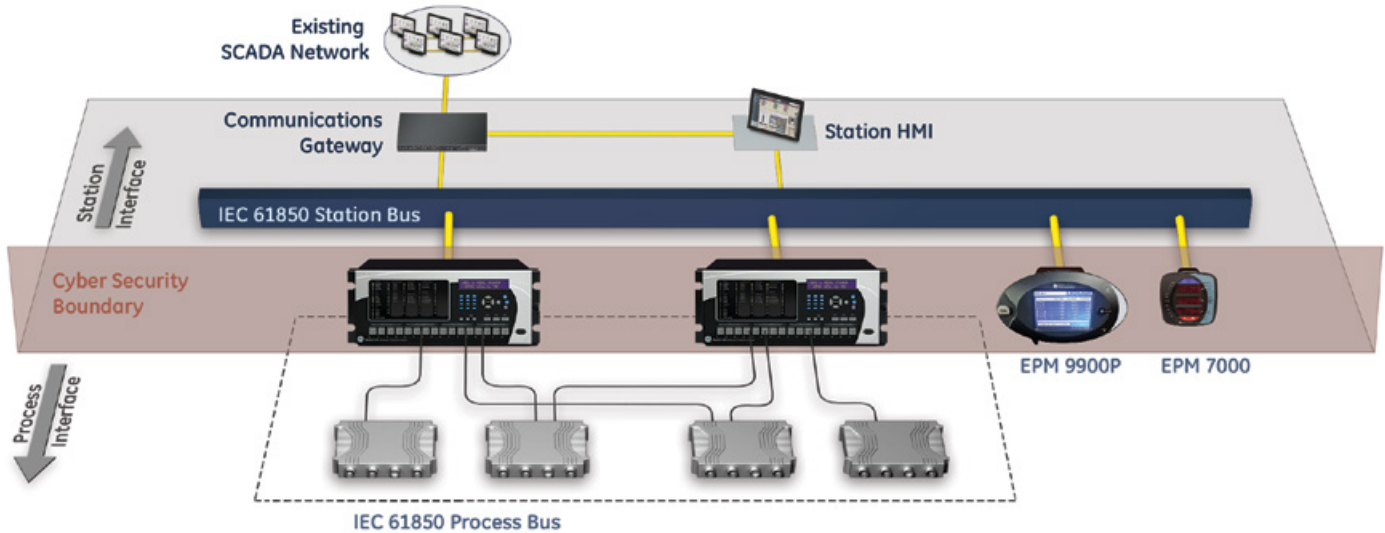 Existing
SCADA Network
Communications
Gateway
Station HMI
Station
Interface
IEC 61850 Station Bus
Cyber Security
Boundary
EPM 9900P
EPM 7000
Process
Interface
IEC 61850 Process Bus